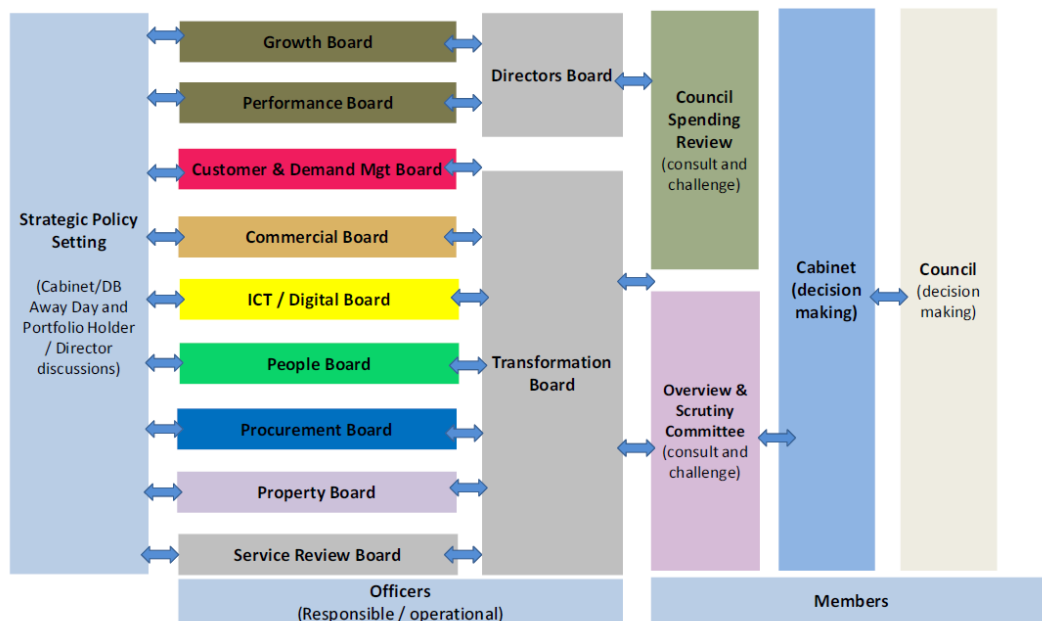 Strategic Policy
Setting
(Cabinet/DB
Away Day and
Portfolio Holder
/ Director
discussions)
Growth Board
Performance Board
Customer & Demand Mgt Board
Commercial Board
ICT / Digital Board
People Board
Procurement Board
Property Board
Service Review Board
Directors Board
Transformation
Board
Council
Spending
Review
(consult and
challenge)
Overview &
Scrutiny
Committee
(consult and
challenge)
Cabinet
(decision
making)
Council
(decision
making)
Officers
(Responsible / operational)
Members